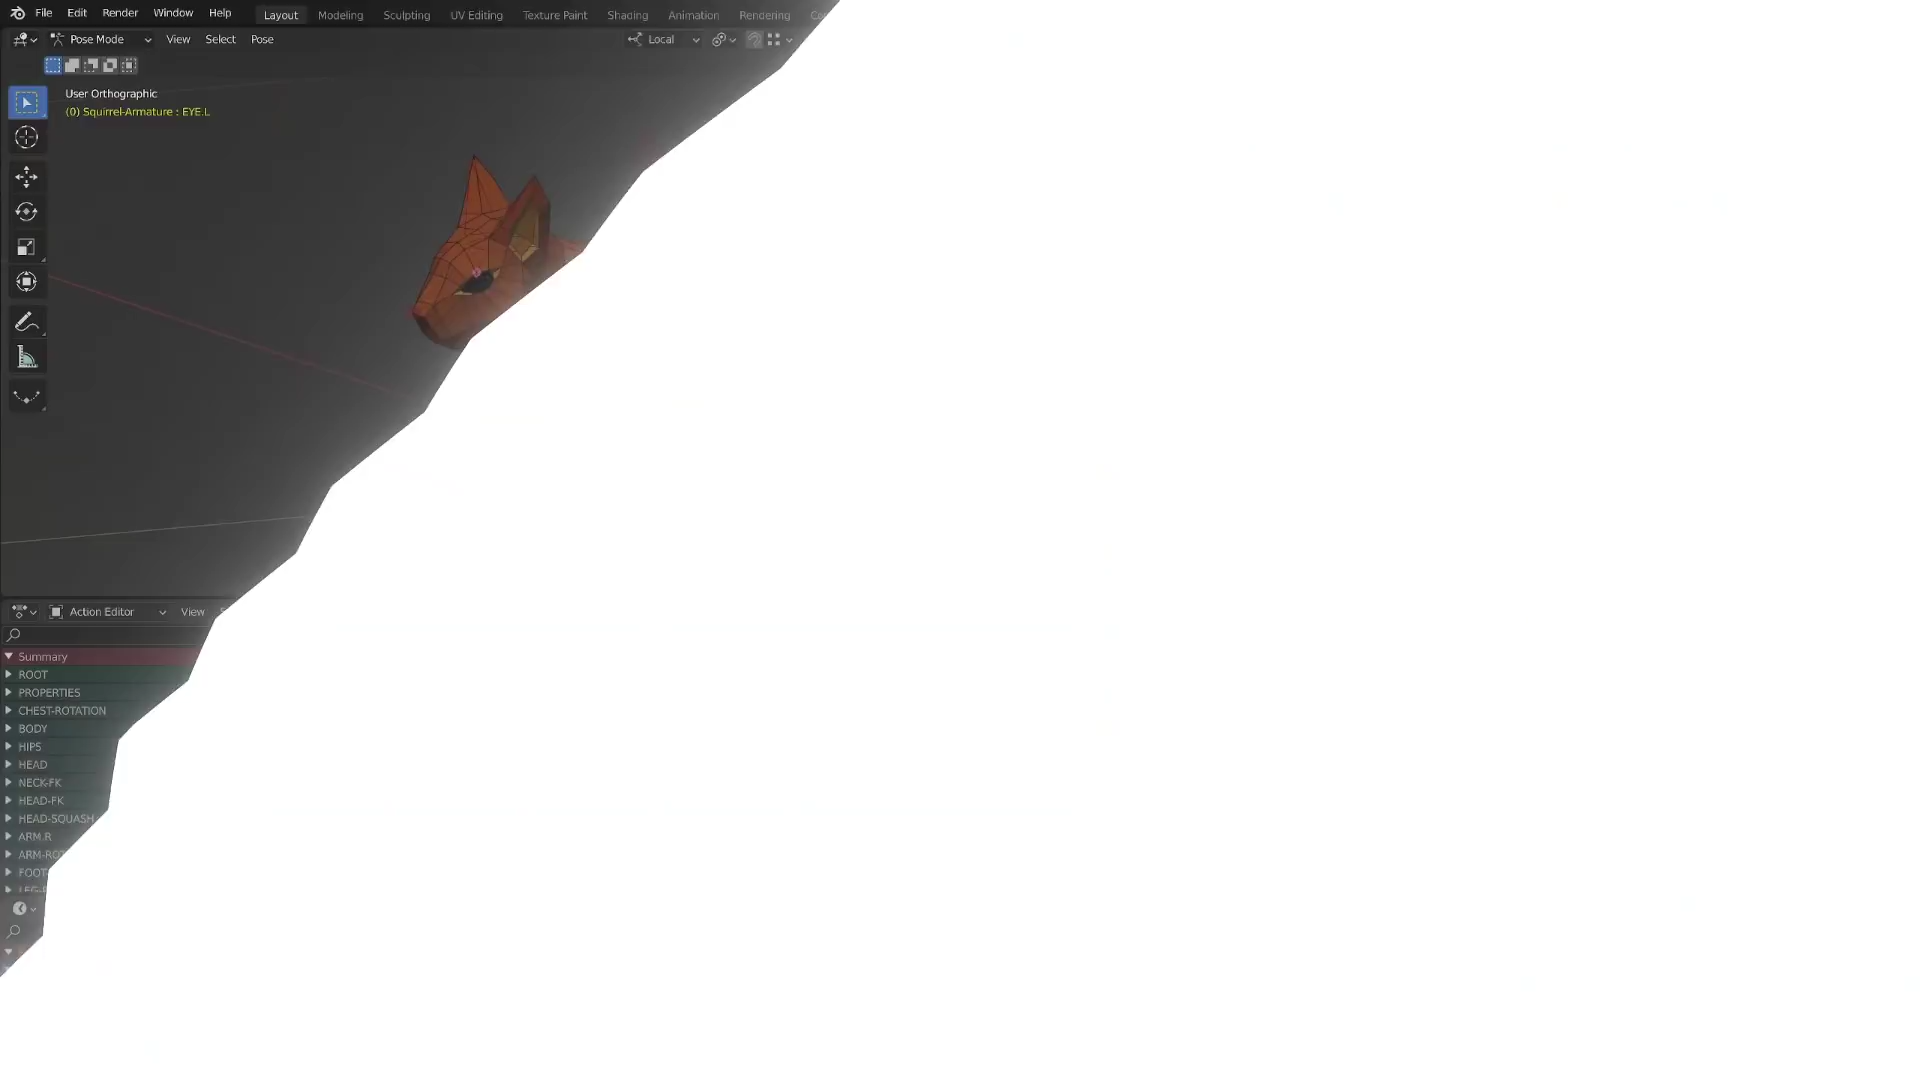 File Edit Render Window Help Layout Modeling Sculpting UV Editing Texture Paint Shading Animation Rendering
Pose Mode View Select Pose Local
User Orthographic
(0) Squirrel-Armature : EYE.L
Action Editor View
Summary
ROOT
PROPERTIES
CHEST-ROTATION
BODY
HIPS
HEAD
NECK-FK
HEAD-FK
HEAD-SQUASH
ARM.R